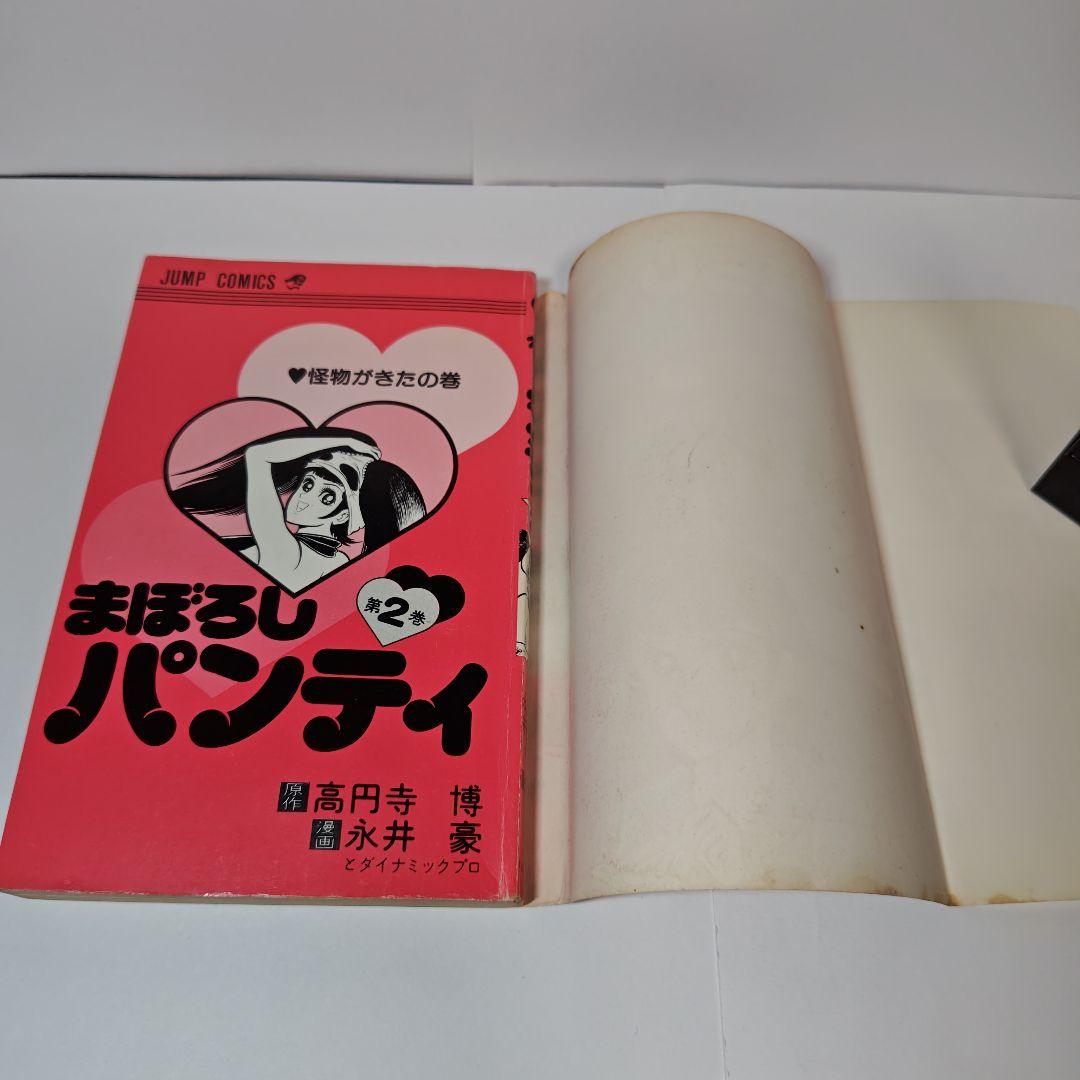 JUMP COMICS
♥怪物がきたの巻
まぼろし
第2巻
パンティ
原作 高円寺 博
漫画 永井 豪
とダイナミックプロ